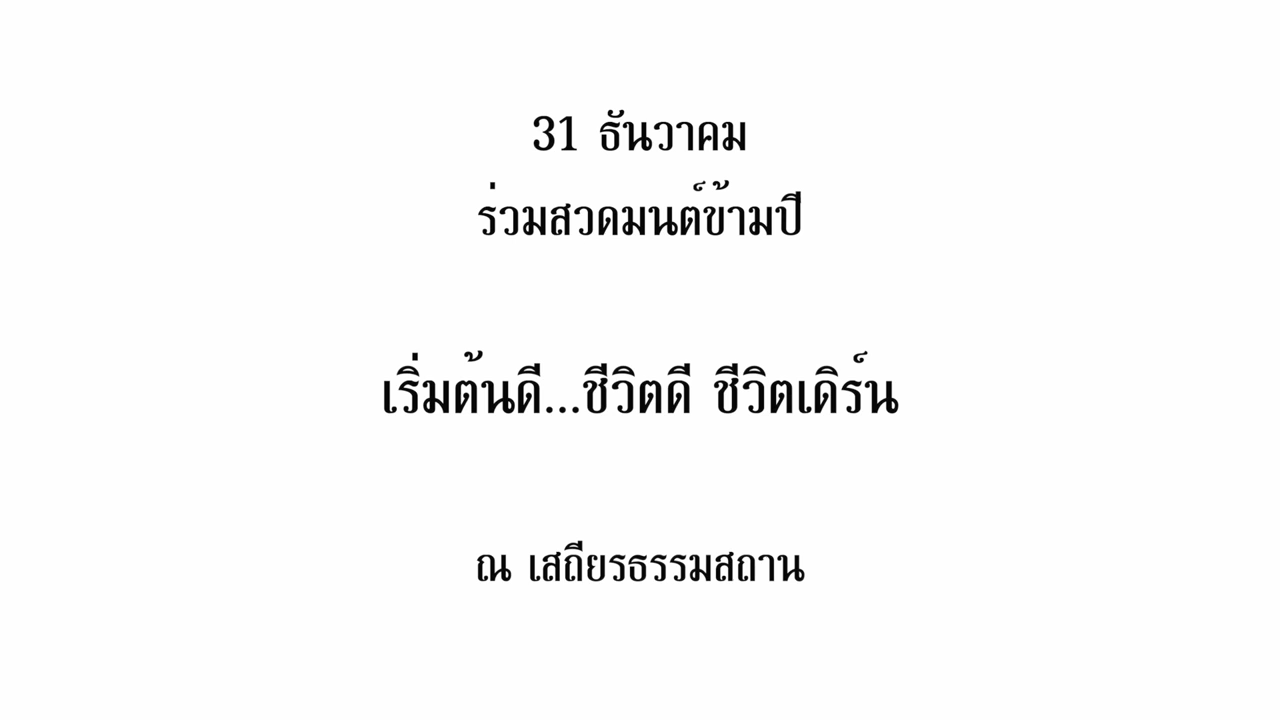 31 ธันวาคม
ร่วมสวดมนต์ข้ามปี
เริ่มต้นดี...ชีวิตดี ชีวิตเดิร์น
ณ เสถียรธรรมสถาน